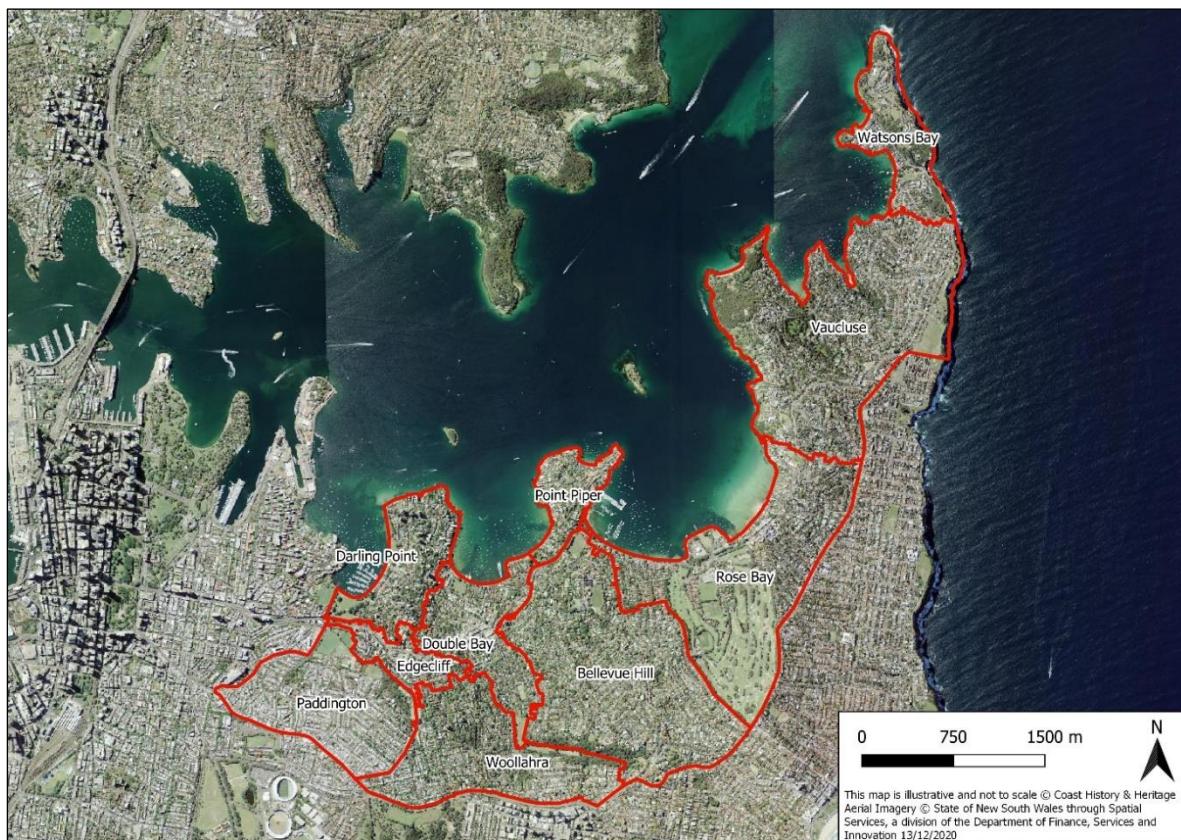 Watsons Bay
Vaucluse
Point Piper
Darling Point
Rose Bay
Double Bay
Edgecliff
Bellevue Hill
Paddington
Woollahra
0 750 1500 m
N
This map is illustrative and not to scale © Coast History & Heritage
Aerial Imagery © State of New South Wales through Spatial
Services, a division of the Department of Finance, Services and
Innovation 13/12/2020